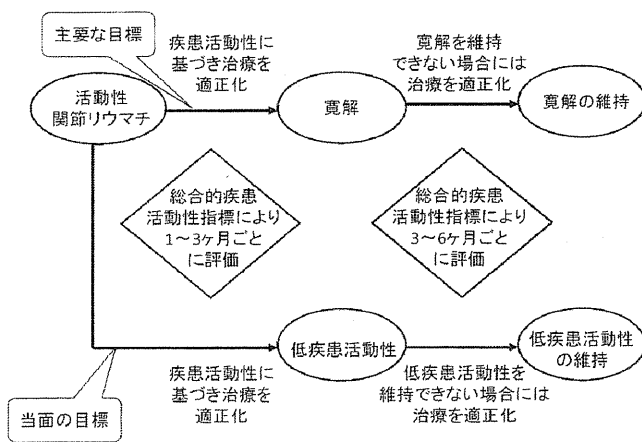 主要な目標
疾患活動性に
基づき治療を
適正化
寛解を維持
できない場合には
治療を適正化
活動性
関節リウマチ
寛解
寛解の維持
総合的疾患
活動性指標により
1～3ヶ月ごと
に評価
総合的疾患
活動性指標により
3～6ヶ月ごと
に評価
低疾患活動性
低疾患活動性
の維持
疾患活動性に
基づき治療を
適正化
低疾患活動性を
維持できない場合には
治療を適正化
当面の目標